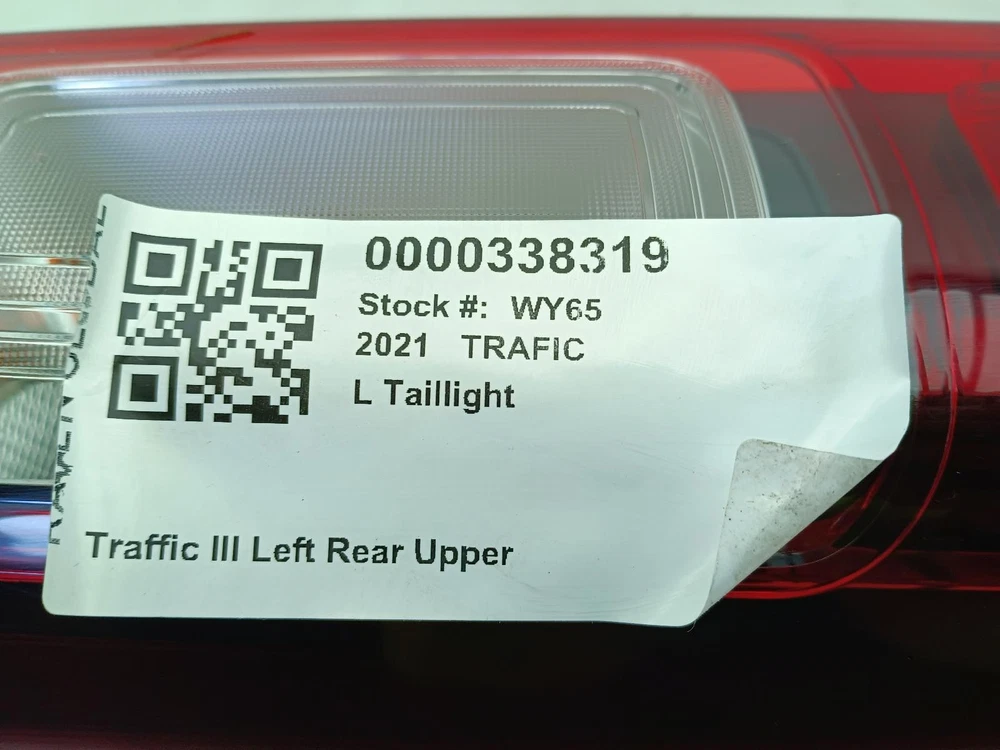 0000338319
Stock #: WY65
2021 TRAFIC
L Taillight
Traffic III Left Rear Upper